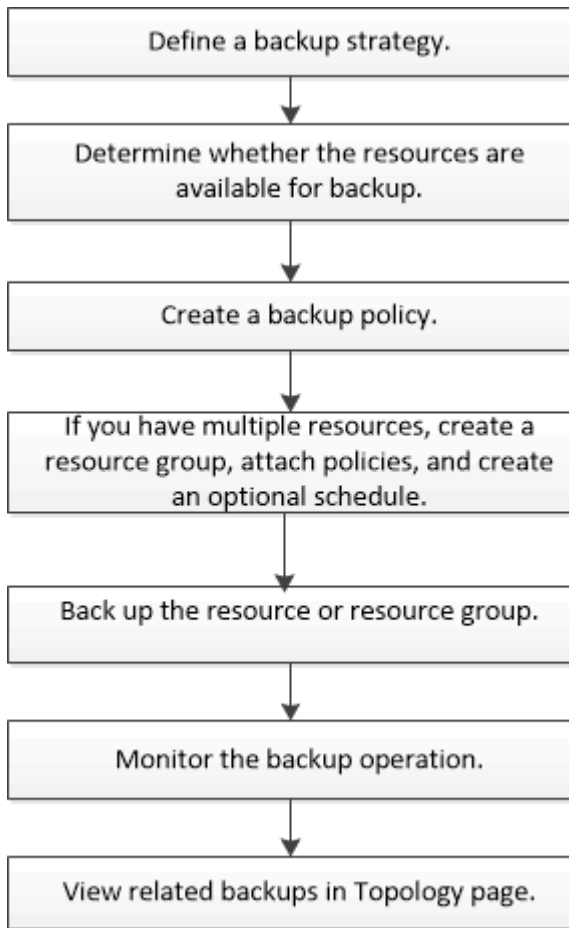 Define a backup strategy.
Determine whether the resources are
available for backup.
Create a backup policy.
If you have multiple resources, create a
resource group, attach policies, and create
an optional schedule.
Back up the resource or resource group.
Monitor the backup operation.
View related backups in Topology page.